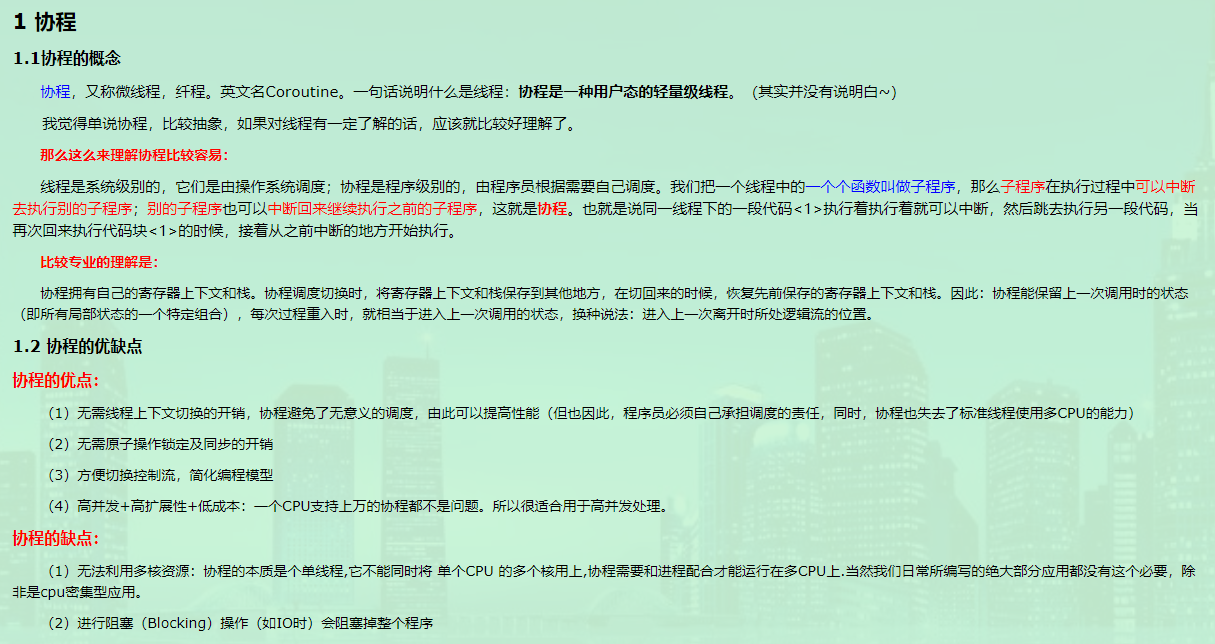 1 协程
1.1协程的概念
协程，又称微线程，纤程。英文名Coroutine。一句话说明什么是线程：协程是一种用户态的轻量级线程。（其实并没有说明白~）
我觉得单说协程，比较抽象，如果对线程有一定了解的话，应该就比较好理解了。
那么这么来理解协程比较容易：
线程是系统级别的，它们是由操作系统调度；协程是程序级别的，由程序员根据需要自己调度。我们把一个线程中的一个个函数叫做子程序，那么子程序在执行过程中可以中断
去执行别的子程序；别的子程序也可以中断回来继续执行之前的子程序，这就是协程。也就是说同一线程下的一段代码<1>执行着执行着就可以中断，然后跳去执行另一段代码，当
再次回来执行代码块<1>的时候，接着从之前中断的地方开始执行。
比较专业的理解是：
协程拥有自己的寄存器上下文和栈。协程调度切换时，将寄存器上下文和栈保存到其他地方，在切回来的时候，恢复先前保存的寄存器上下文和栈。因此：协程能保留上一次调用时的状态
（即所有局部状态的一个特定组合），每次过程重入时，就相当于进入上一次调用的状态，换种说法：进入上一次离开时所处逻辑流的位置。
1.2 协程的优缺点
协程的优点：
（1）无需线程上下文切换的开销，协程避免了无意义的调度，由此可以提高性能（但也因此，程序员必须自己承担调度的责任，同时，协程也失去了标准线程使用多CPU的能力）
（2）无需原子操作锁定及同步的开销
（3）方便切换控制流，简化编程模型
（4）高并发+高扩展性+低成本：一个CPU支持上万的协程都不是问题。所以很适合用于高并发处理。
协程的缺点：
（1）无法利用多核资源：协程的本质是个单线程,它不能同时将 单个CPU 的多个核用上,协程需要和进程配合才能运行在多CPU上.当然我们日常所编写的绝大部分应用都没有这个必要，除
非是cpu密集型应用。
（2）进行阻塞（Blocking）操作（如IO时）会阻塞掉整个程序